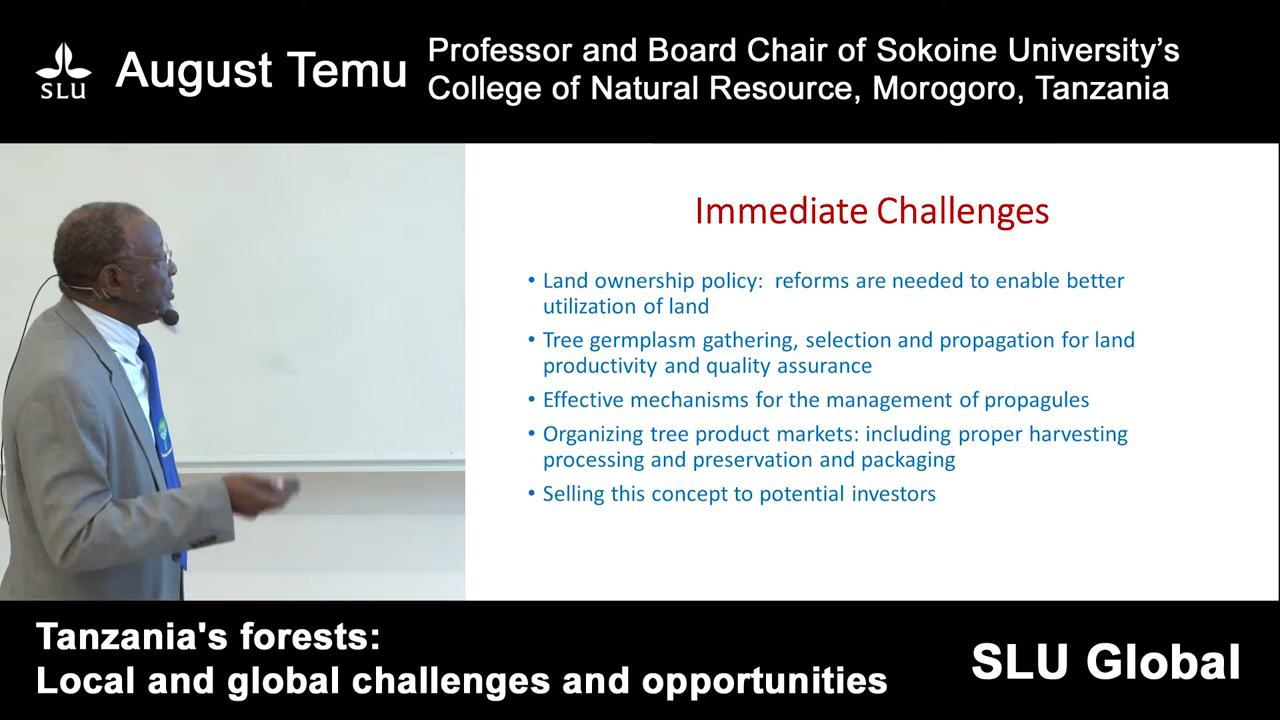 SLU
August Temu
Professor and Board Chair of Sokoine University's
College of Natural Resource, Morogoro, Tanzania
Immediate Challenges
• Land ownership policy:  reforms are needed to enable better
utilization of land
• Tree germplasm gathering, selection and propagation for land
productivity and quality assurance
• Effective mechanisms for the management of propagules
• Organizing tree product markets: including proper harvesting
processing and preservation and packaging
• Selling this concept to potential investors
Tanzania's forests:
Local and global challenges and opportunities
SLU Global